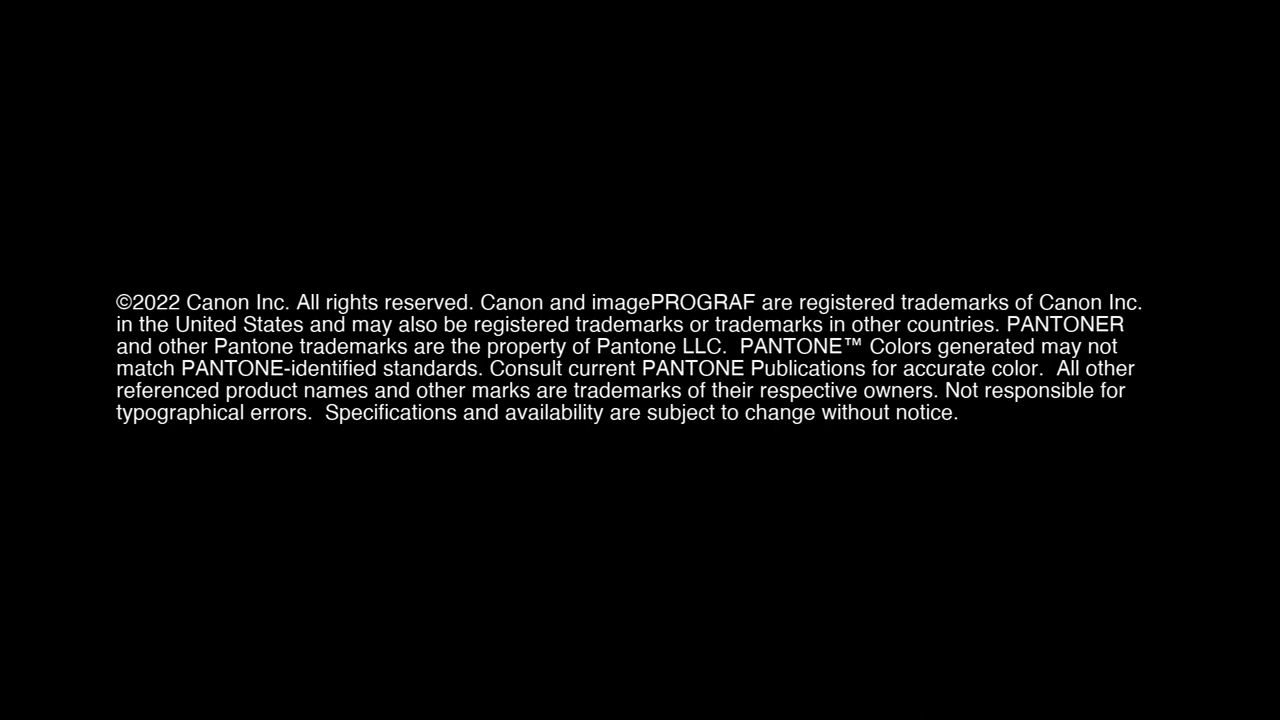 ©2022 Canon Inc. All rights reserved. Canon and imagePROGRAF are registered trademarks of Canon Inc.
in the United States and may also be registered trademarks or trademarks in other countries. PANTONER
and other Pantone trademarks are the property of Pantone LLC.  PANTONE™ Colors generated may not
match PANTONE-identified standards. Consult current PANTONE Publications for accurate color.  All other
referenced product names and other marks are trademarks of their respective owners. Not responsible for
typographical errors.  Specifications and availability are subject to change without notice.